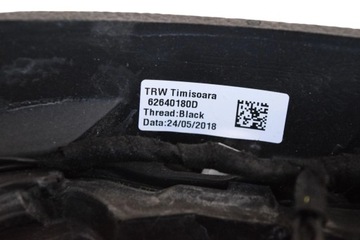 TRW Timisoara
62640180D
Thread:Black
Data:24/05/2018